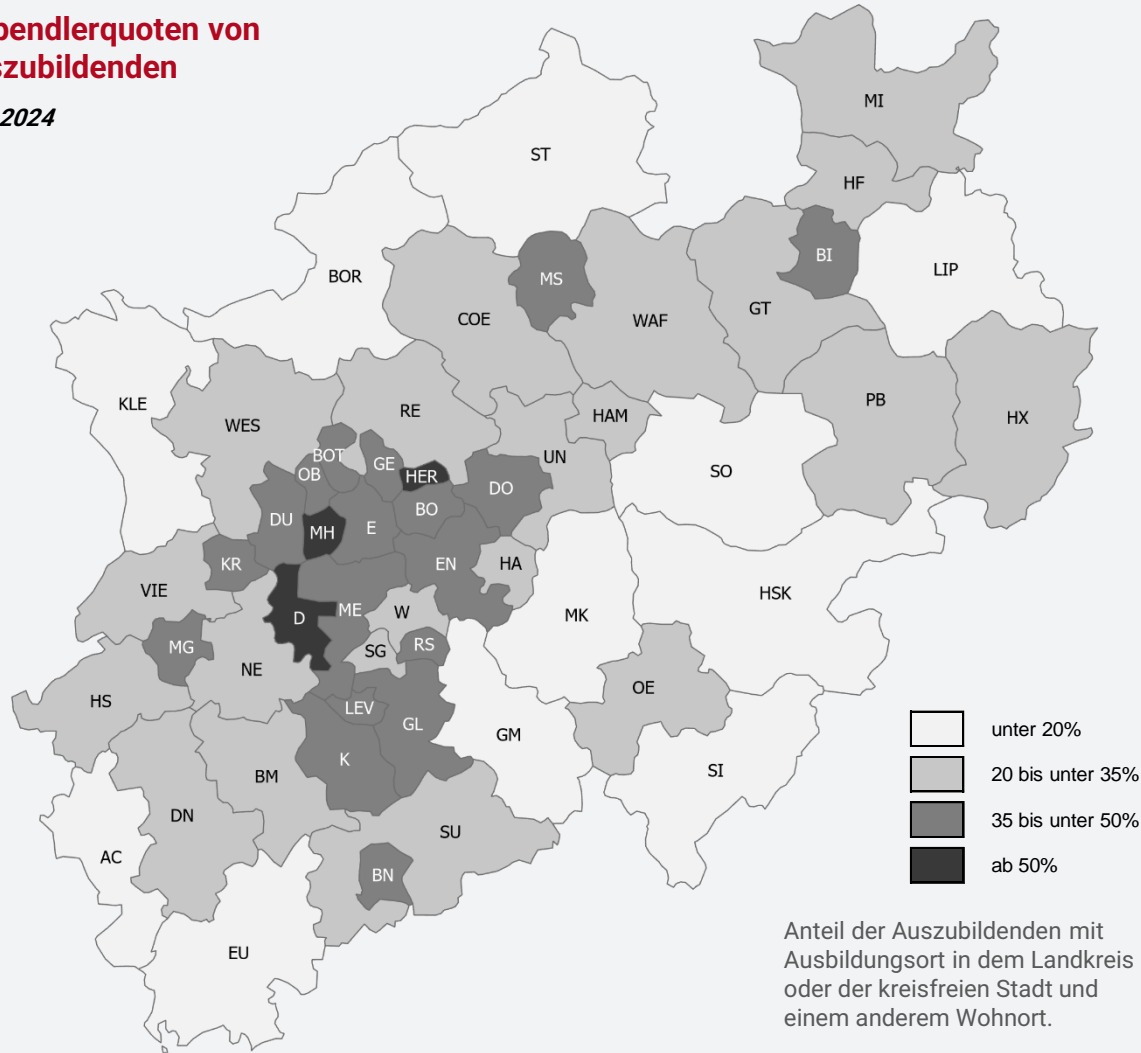 pendlerquoten von
szubildenden
2024
MI
ST
HF
BI
LIP
BOR
MS
COE
WAF
GT
KLE
WES
RE
HAM
PB
HX
BOT
GE
UN
OB
HER
SO
DO
DU
BO
MH
E
KR
EN
HA
VIE
HSK
ME
W
MK
D
MG
SG
RS
NE
OE
HS
LEV
GL
GM
K
SI
BM
DN
SU
AC
BN
EU
unter 20%
20 bis unter 35%
35 bis unter 50%
ab 50%
Anteil der Auszubildenden mit
Ausbildungsort in dem Landkreis
oder der kreisfreien Stadt und
einem anderem Wohnort.